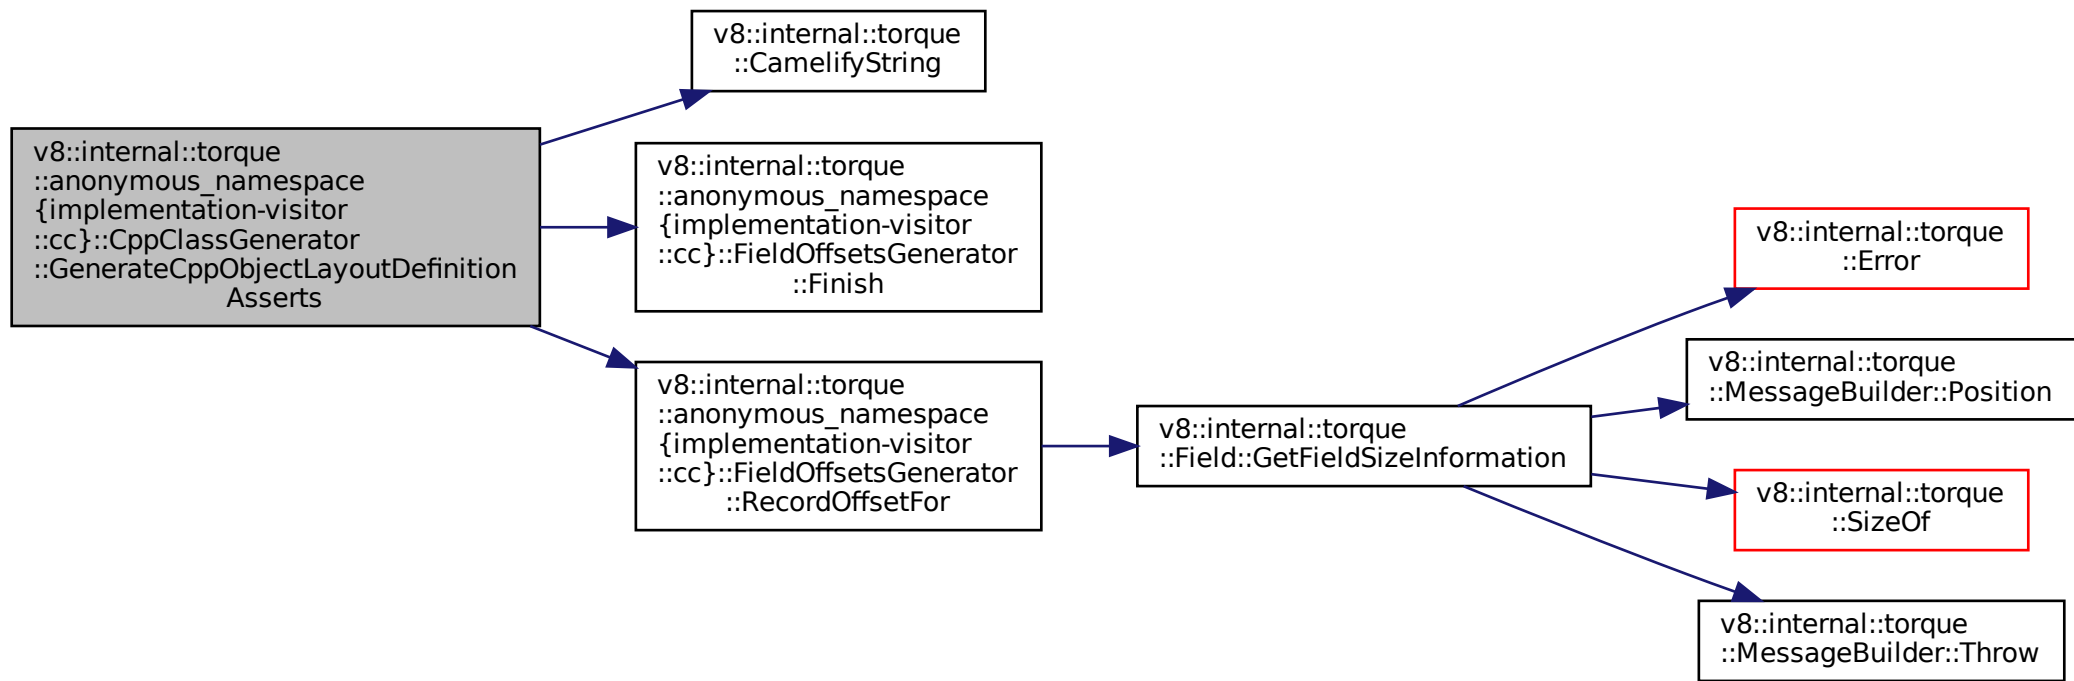 v8::internal::torque
::anonymous_namespace
{implementation-visitor
::cc}::CppClassGenerator
::GenerateCppObjectLayoutDefinition
Asserts
v8::internal::torque
::CamelifyString
v8::internal::torque
::anonymous_namespace
{implementation-visitor
::cc}::FieldOffsetsGenerator
::Finish
v8::internal::torque
::anonymous_namespace
{implementation-visitor
::cc}::FieldOffsetsGenerator
::RecordOffsetFor
v8::internal::torque
::Field::GetFieldSizeInformation
v8::internal::torque
::Error
v8::internal::torque
::MessageBuilder::Position
v8::internal::torque
::SizeOf
v8::internal::torque
::MessageBuilder::Throw